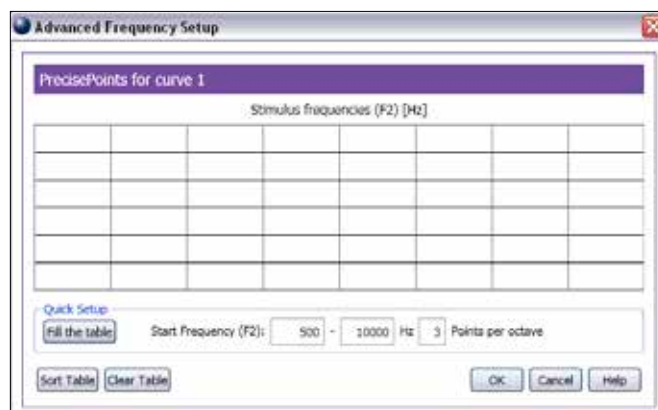 Advanced Frequency Setup
PrecisePoints for curve 1
Stimulus frequencies (F2) [Hz]
Quick Setup
Fill the table Start Frequency (F2): 500 - 10000 Hz 3 Points per octave
Sort Table Clear Table OK Cancel Help